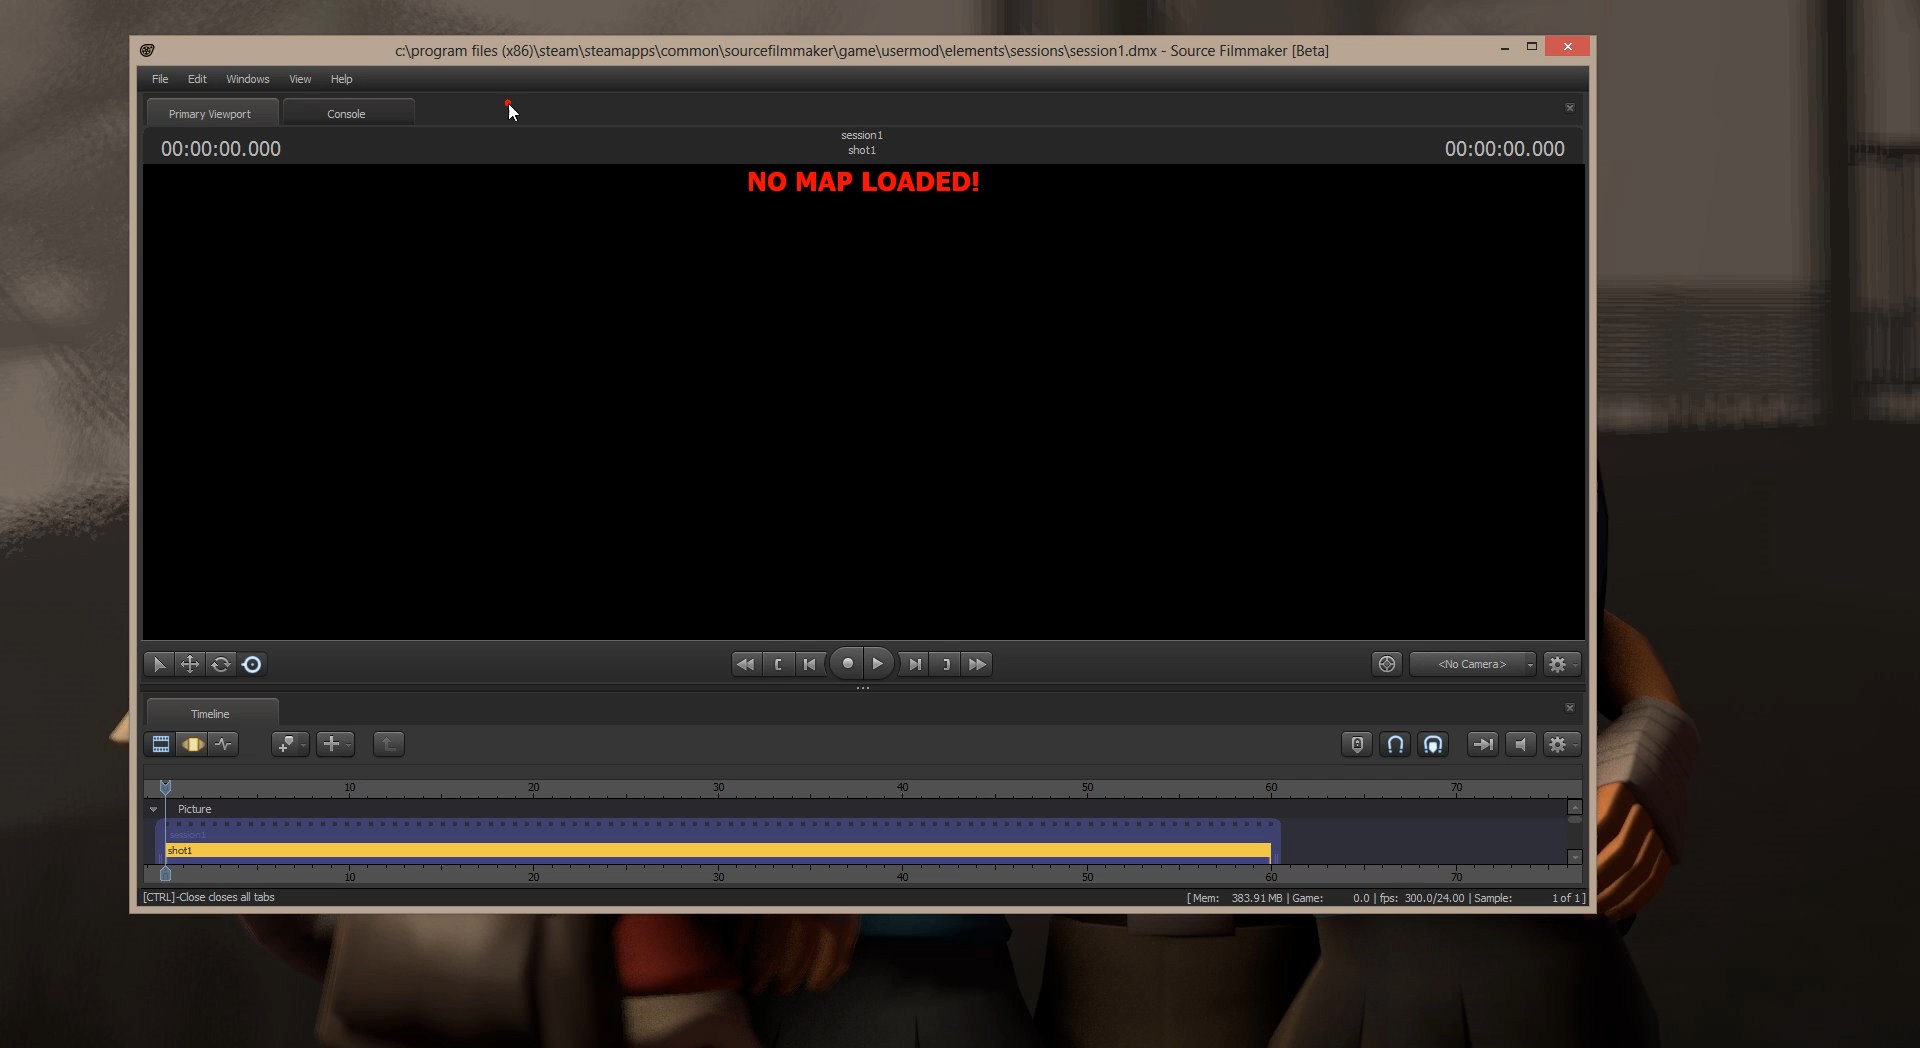 c:\program files (x86)\steam\steamapps\common\sourcefilmmaker\game\usermod\elements\sessions\session1.dmx - Source Filmmaker [Beta]
File Edit Windows View Help
Primary Viewport Console
session1
00:00:00.000 shot1 00:00:00.000
NO MAP LOADED!
<No Camera>
Timeline
10 20 30 40 50 60 70
Picture
session1
shot1
10 20 30 40 50 60 70
[CTRL]-Close closes all tabs [ Mem: 383.91 MB | Game: 0.0 | fps: 300.0/24.00 | Sample: 1 of 1 ]